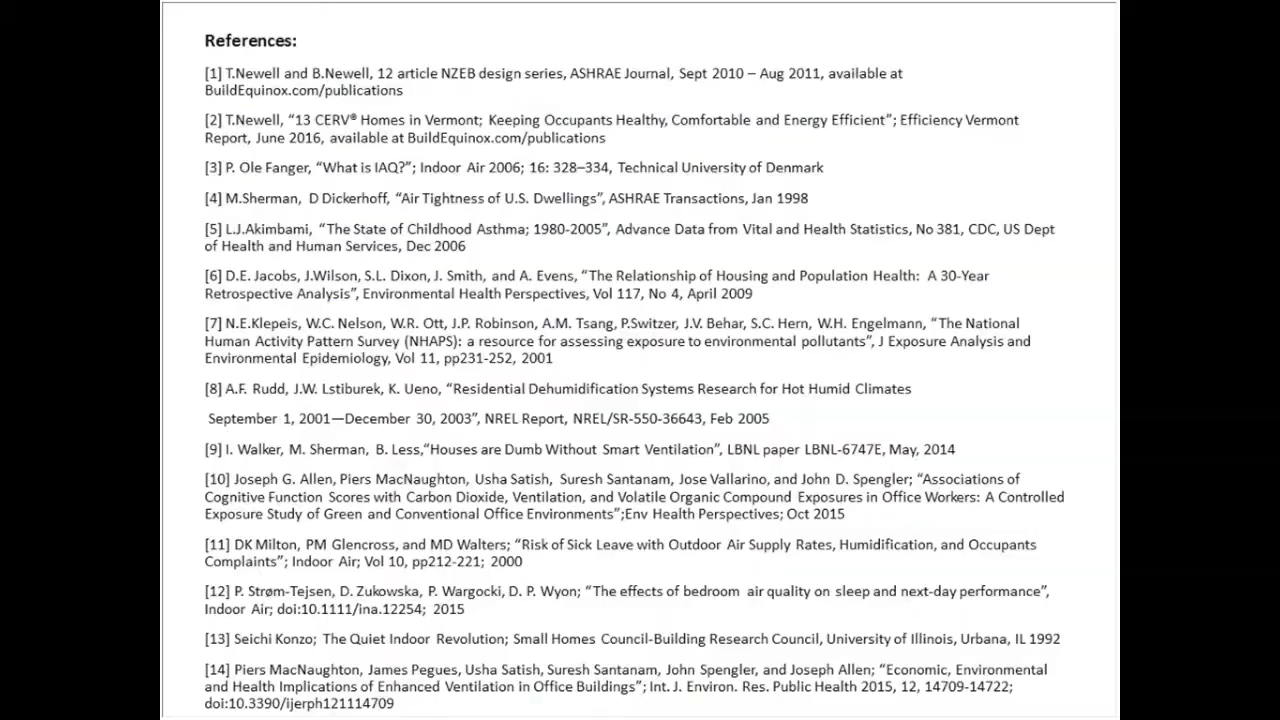 References:
[1] T.Newell and B.Newell, 12 article NZEB design series, ASHRAE Journal, Sept 2010 – Aug 2011, available at
BuildEquinox.com/publications
[2] T.Newell, “13 CERV® Homes in Vermont; Keeping Occupants Healthy, Comfortable and Energy Efficient”; Efficiency Vermont
Report, June 2016, available at BuildEquinox.com/publications
[3] P. Ole Fanger, “What is IAQ?”; Indoor Air 2006; 16: 328–334, Technical University of Denmark
[4] M.Sherman, D Dickerhoff, “Air Tightness of U.S. Dwellings”, ASHRAE Transactions, Jan 1998
[5] L.J.Akimbami, “The State of Childhood Asthma; 1980-2005”, Advance Data from Vital and Health Statistics, No 381, CDC, US Dept
of Health and Human Services, Dec 2006
[6] D.E. Jacobs, J.Wilson, S.L. Dixon, J. Smith, and A. Evens, “The Relationship of Housing and Population Health: A 30-Year
Retrospective Analysis”, Environmental Health Perspectives, Vol 117, No 4, April 2009
[7] N.E.Klepeis, W.C. Nelson, W.R. Ott, J.P. Robinson, A.M. Tsang, P.Switzer, J.V. Behar, S.C. Hern, W.H. Engelmann, “The National
Human Activity Pattern Survey (NHAPS): a resource for assessing exposure to environmental pollutants”, J Exposure Analysis and
Environmental Epidemiology, Vol 11, pp231-252, 2001
[8] A.F. Rudd, J.W. Lstiburek, K. Ueno, “Residential Dehumidification Systems Research for Hot Humid Climates
September 1, 2001—December 30, 2003”, NREL Report, NREL/SR-550-36643, Feb 2005
[9] I. Walker, M. Sherman, B. Less,“Houses are Dumb Without Smart Ventilation”, LBNL paper LBNL-6747E, May, 2014
[10] Joseph G. Allen, Piers MacNaughton, Usha Satish, Suresh Santanam, Jose Vallarino, and John D. Spengler; “Associations of
Cognitive Function Scores with Carbon Dioxide, Ventilation, and Volatile Organic Compound Exposures in Office Workers: A Controlled
Exposure Study of Green and Conventional Office Environments”;Env Health Perspectives; Oct 2015
[11] DK Milton, PM Glencross, and MD Walters; “Risk of Sick Leave with Outdoor Air Supply Rates, Humidification, and Occupants
Complaints”; Indoor Air; Vol 10, pp212-221; 2000
[12] P. Strøm-Tejsen, D. Zukowska, P. Wargocki, D. P. Wyon; “The effects of bedroom air quality on sleep and next-day performance”,
Indoor Air; doi:10.1111/ina.12254; 2015
[13] Seichi Konzo; The Quiet Indoor Revolution; Small Homes Council-Building Research Council, University of Illinois, Urbana, IL 1992
[14] Piers MacNaughton, James Pegues, Usha Satish, Suresh Santanam, John Spengler, and Joseph Allen; “Economic, Environmental
and Health Implications of Enhanced Ventilation in Office Buildings”; Int. J. Environ. Res. Public Health 2015, 12, 14709-14722;
doi:10.3390/ijerph121114709